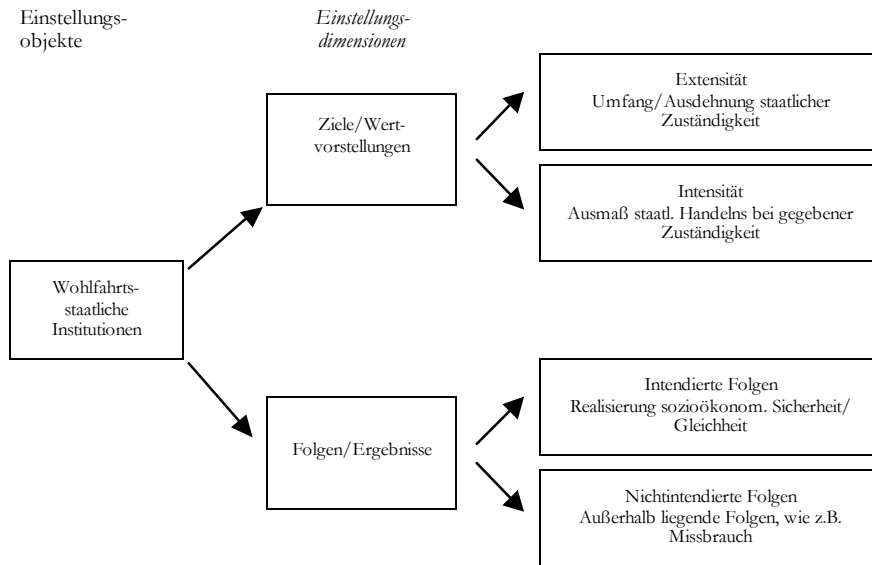 Einstellungs-
objekte
Einstellungs-
dimensionen
Extensität
Umfang/Ausdehnung staatlicher
Zuständigkeit
Ziele/Wert-
vorstellungen
Intensität
Ausmaß staatl. Handelns bei gegebener
Zuständigkeit
Wohlfahrts-
staatliche
Institutionen
Intendierte Folgen
Realisierung sozioökonom. Sicherheit/
Gleichheit
Folgen/Ergebnisse
Nichtintendierte Folgen
Außerhalb liegende Folgen, wie z.B.
Missbrauch